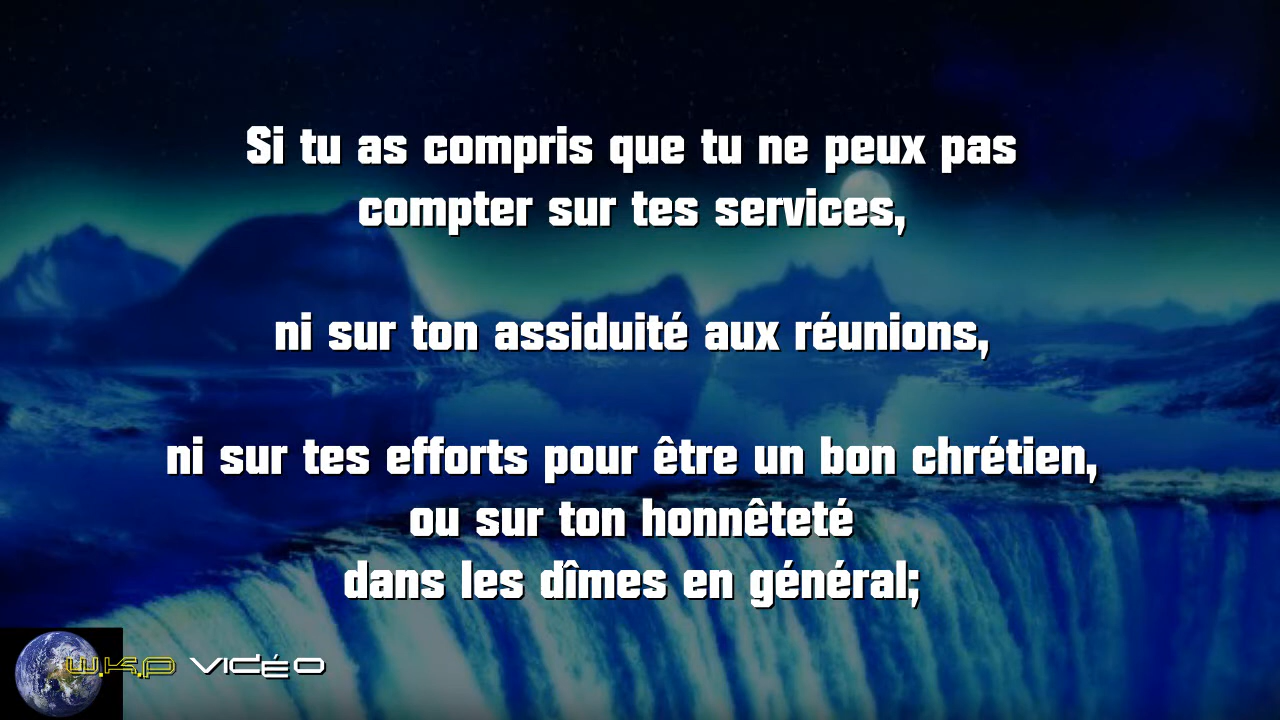 Si tu as compris que tu ne peux pas
compter sur tes services,
ni sur ton assiduité aux réunions,
ni sur tes efforts pour être un bon chrétien,
ou sur ton honnêteté
dans les dîmes en général;
W.K.P VIDÉO